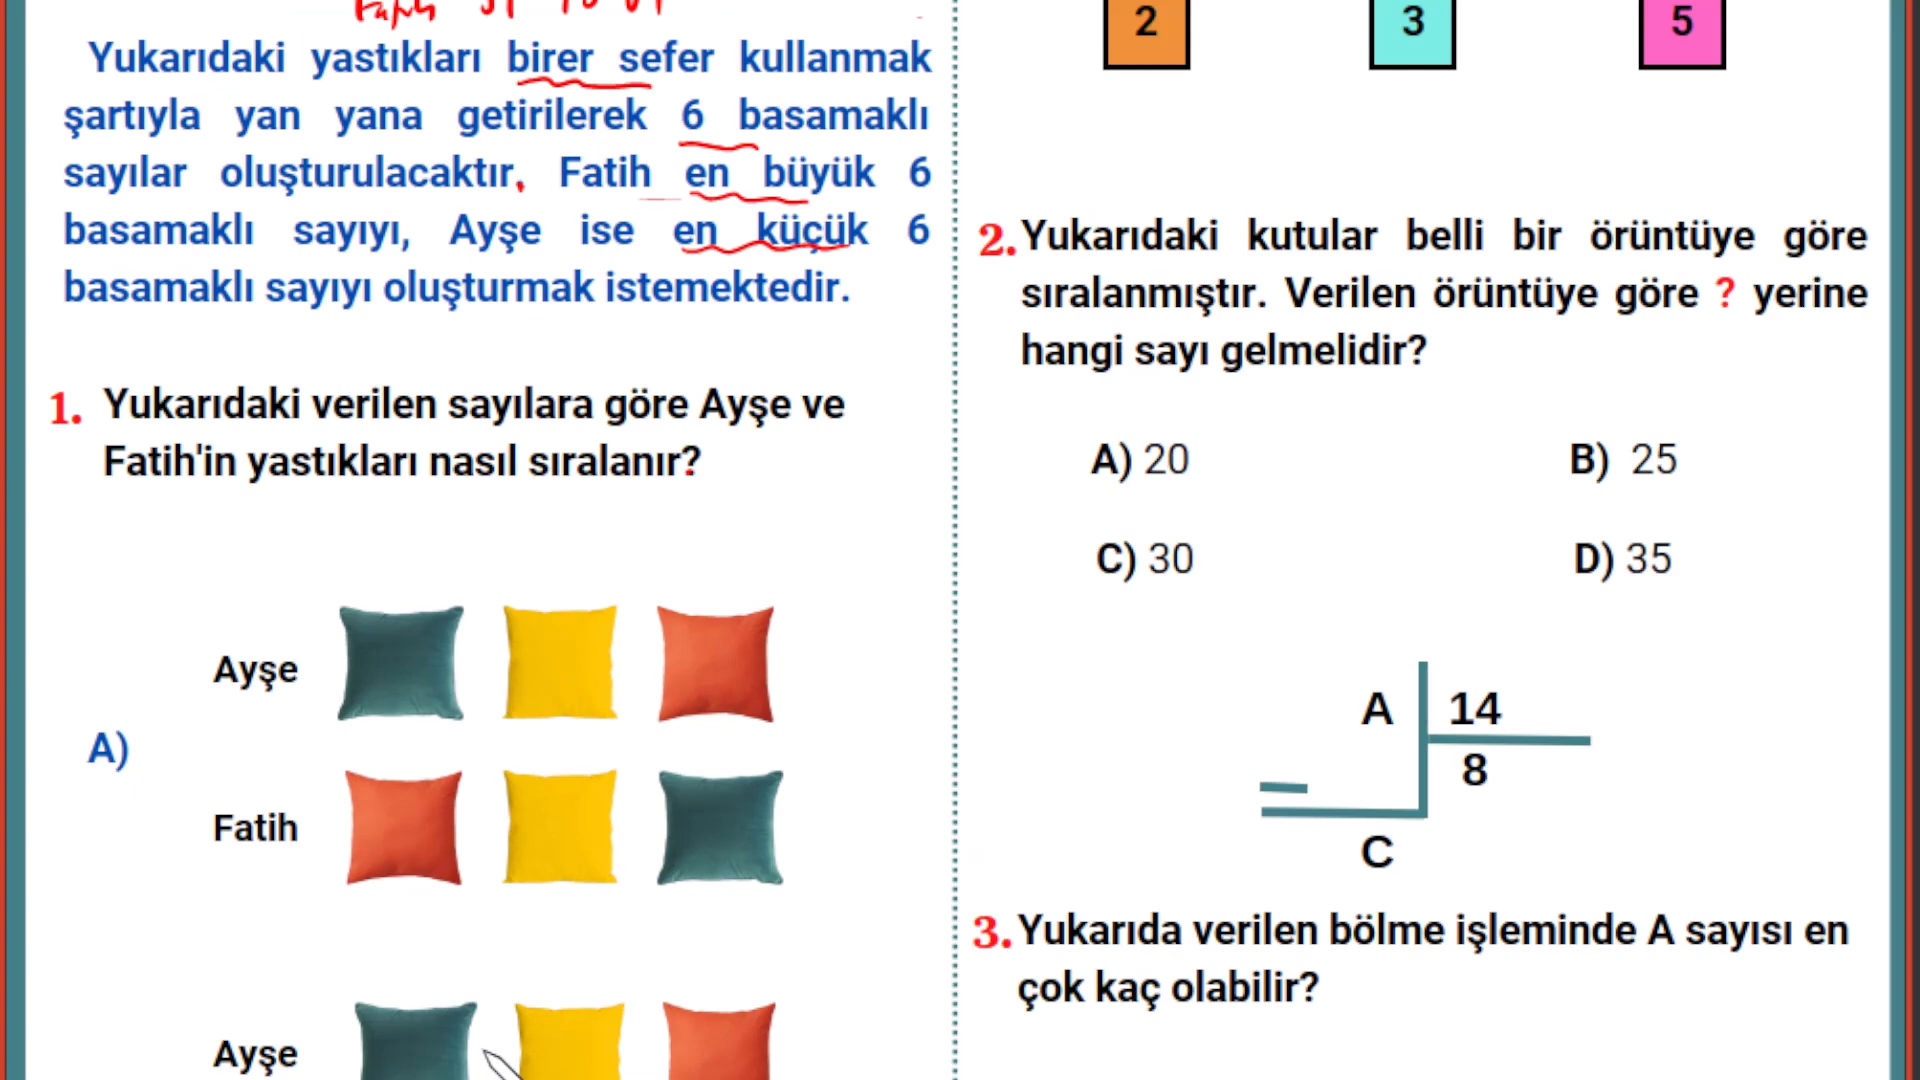 Yukarıdaki yastıkları birer sefer kullanmak
şartıyla yan yana getirilerek 6 basamaklı
sayılar oluşturulacaktır. Fatih en büyük 6
basamaklı sayıyı, Ayşe ise en küçük 6
basamaklı sayıyı oluşturmak istemektedir.
1. Yukarıdaki verilen sayılara göre Ayşe ve
Fatih'in yastıkları nasıl sıralanır?
Ayşe
A)
Fatih
Ayşe
2 3 5
2. Yukarıdaki kutular belli bir örüntüye göre
sıralanmıştır. Verilen örüntüye göre ? yerine
hangi sayı gelmelidir?
A) 20 B) 25
C) 30 D) 35
A 14
8
C
3. Yukarıda verilen bölme işleminde A sayısı en
çok kaç olabilir?